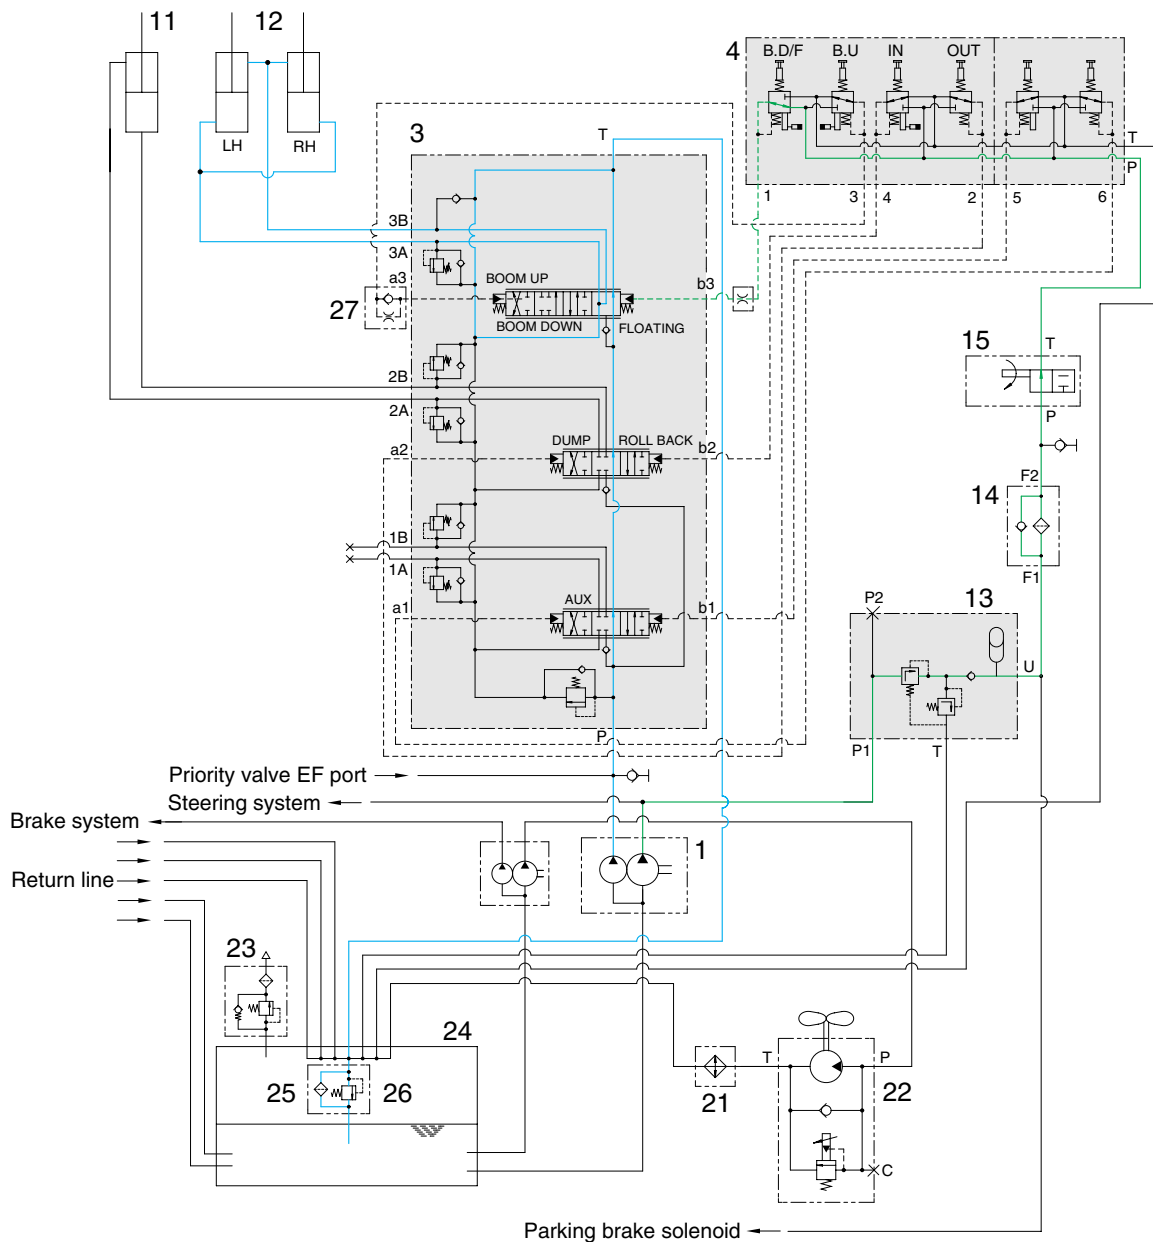 11
12
LH
RH
3
T
4
B.D/F
B.U
IN
OUT
T
P
1
3
4
2
5
6
3B
3A
a3
27
BOOM UP
BOOM DOWN
FLOATING
b3
2B
2A
a2
DUMP
ROLL BACK
b2
1B
1A
a1
AUX
b1
P
15
T
P
14
F2
F1
P2
13
U
P1
T
Priority valve EF port
Steering system
Brake system
Return line
1
23
24
25
26
21
T
P
22
C
Parking brake solenoid